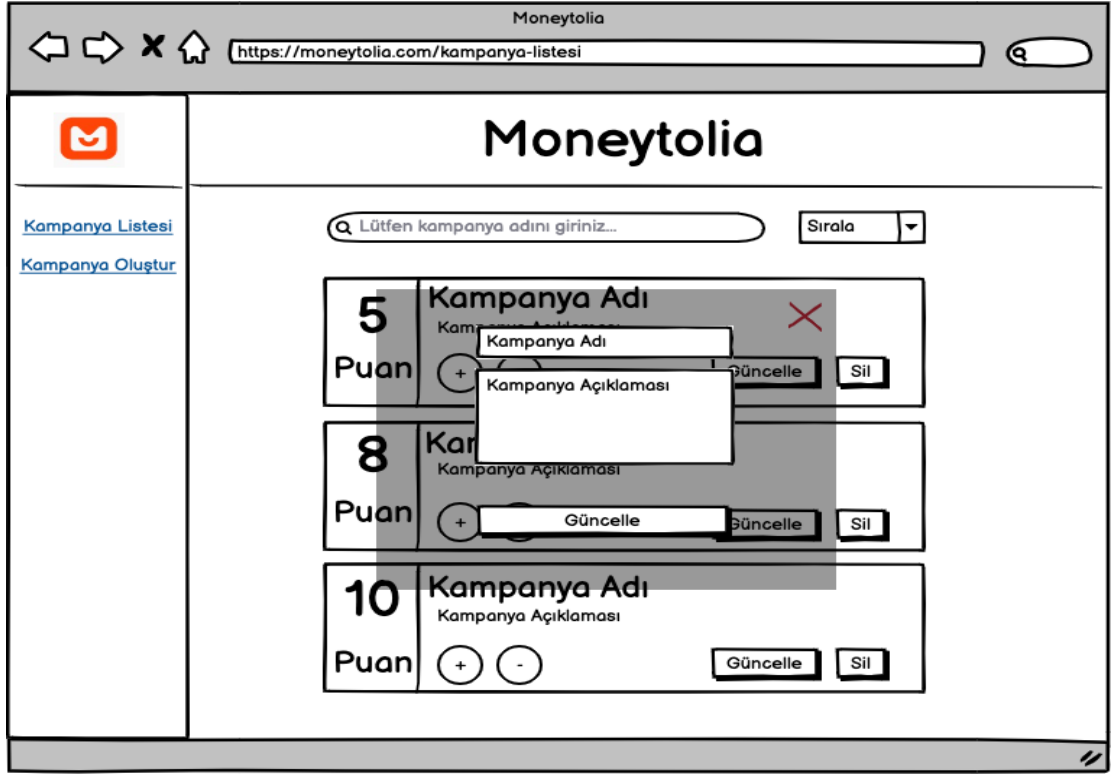 Moneytolia
https://moneytolia.com/kampanya-listesi
Moneytolia
Kampanya Listesi
Kampanya Oluştur
Lütfen kampanya adını giriniz...
Sırala
5
Puan
Kampanya Adı
Kampanya Açıklaması
+
Güncelle
Sil
Kampanya Adı
Kampanya Açıklaması
Güncelle
8
Puan
Kampanya Açıklaması
+
Güncelle
Sil
10
Puan
Kampanya Adı
Kampanya Açıklaması
+
-
Güncelle
Sil